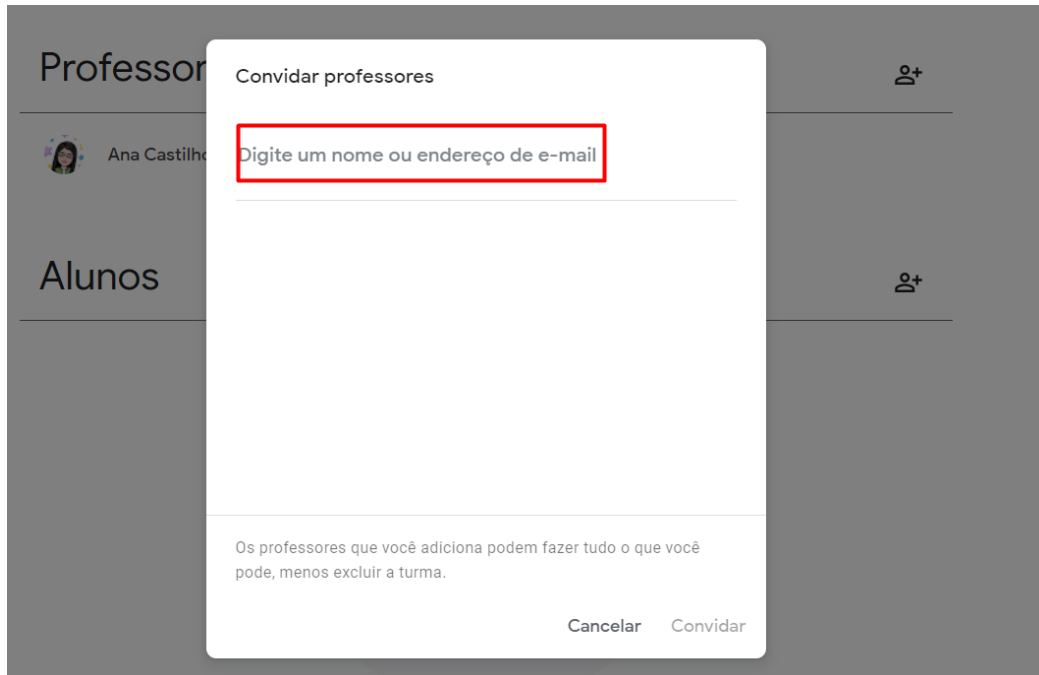 Professor
Convidar professores
Ana Castilho
Digite um nome ou endereço de e-mail
Alunos
Os professores que você adiciona podem fazer tudo o que você
pode, menos excluir a turma.
Cancelar Convidar